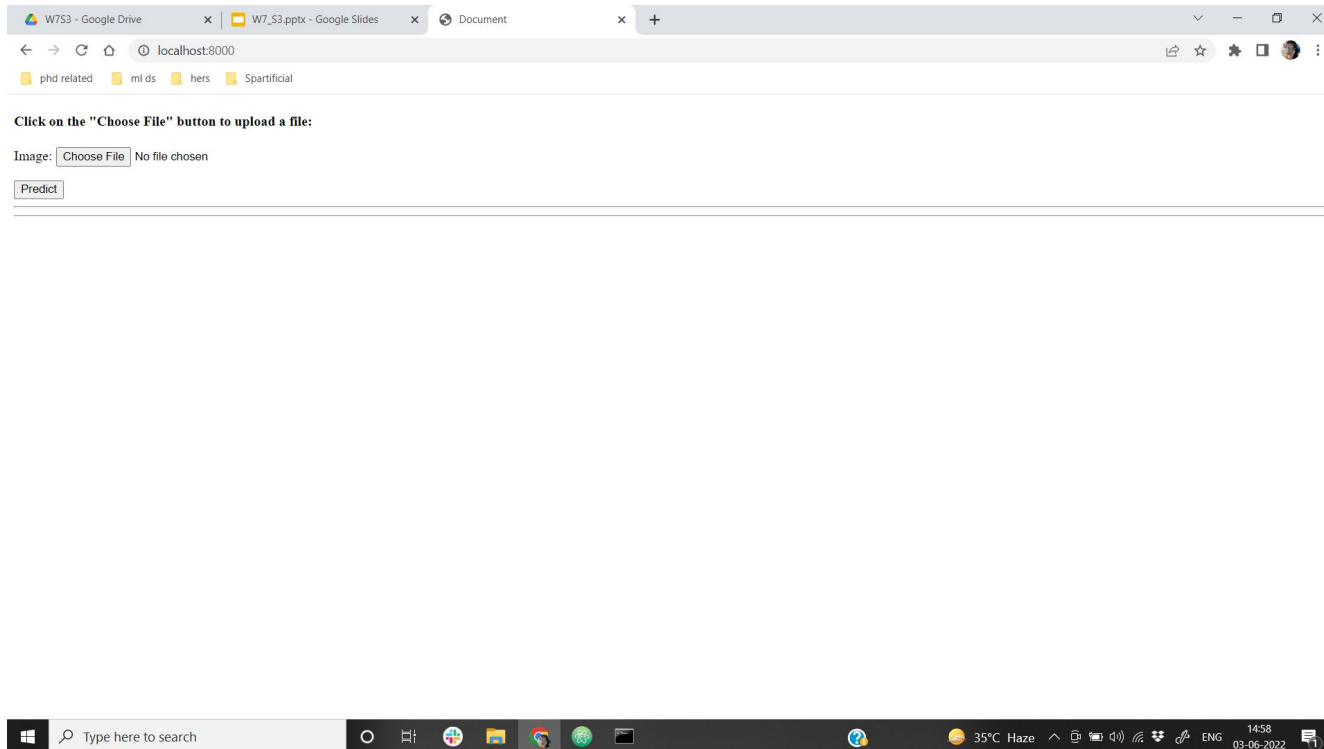 W7S3 - Google Drive
W7_S3.pptx - Google Slides
Document
localhost:8000
phd related
ml ds
hers
Spartificial
Click on the "Choose File" button to upload a file:
Image: Choose File No file chosen
Predict
Type here to search
35°C Haze
ENG
14:58
03-06-2022
1